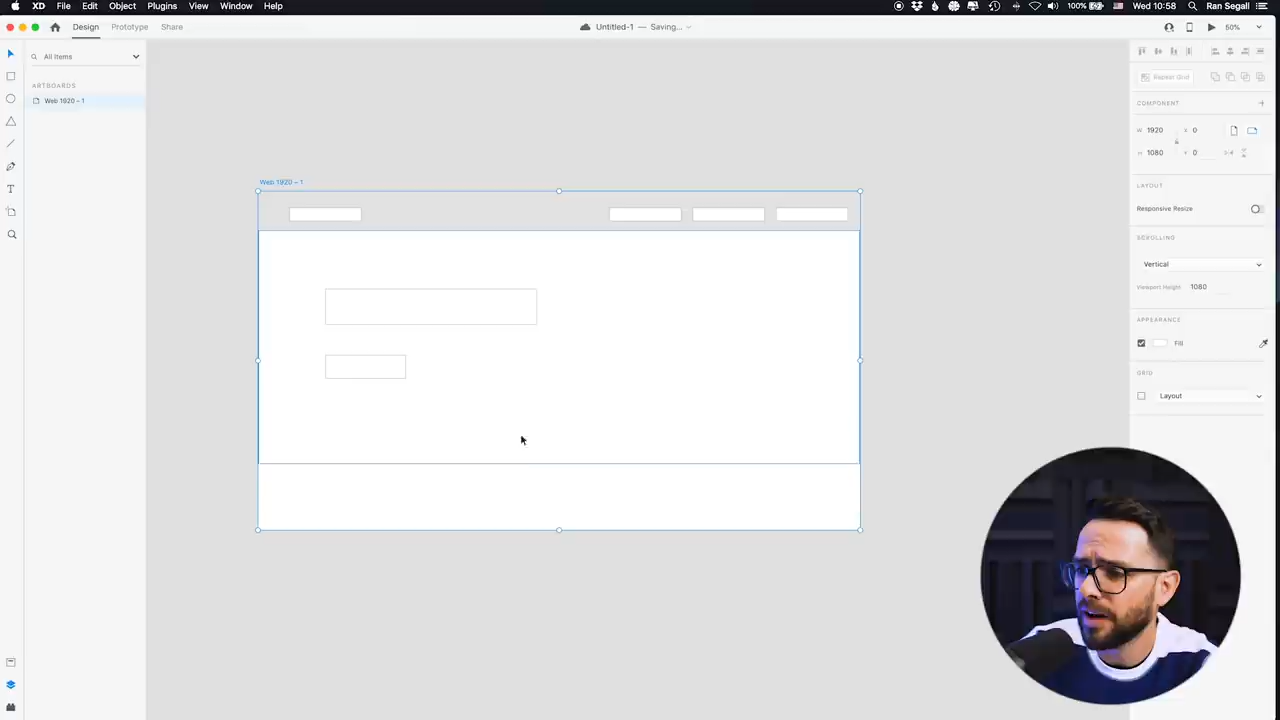 XD File Edit Object Plugins View Window Help
100% Wed 10:58 Ran Segall
Design Prototype Share
Untitled-1 — Saving...
50%
All Items
ARTBOARDS
Web 1920 – 1
Web 1920 – 1
Repeat Grid
COMPONENT
W 1920 X 0
H 1080 Y 0
LAYOUT
Responsive Resize
SCROLLING
Vertical
Viewport Height 1080
APPEARANCE
Fill
GRID
Layout